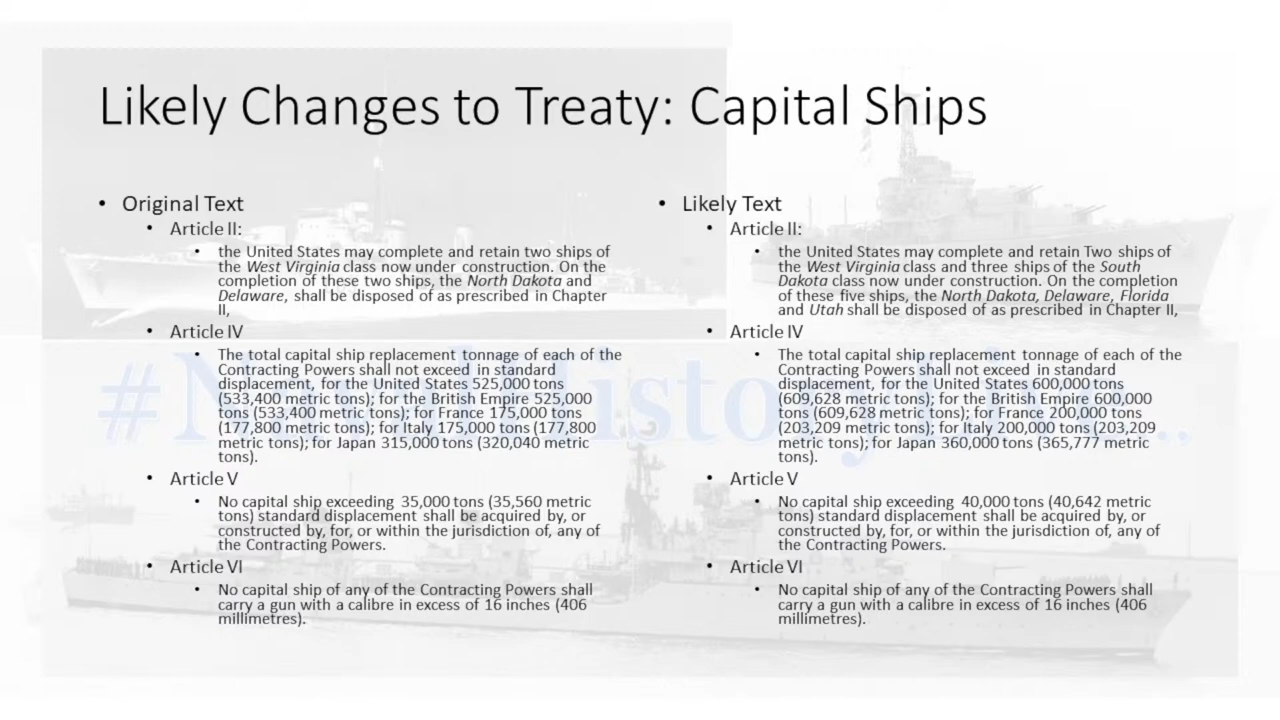 Likely Changes to Treaty: Capital Ships
• Original Text
• Article II:
• the United States may complete and retain two ships of
the West Virginia class now under construction. On the
completion of these two ships, the North Dakota and
Delaware, shall be disposed of as prescribed in Chapter
II,
• Article IV
• The total capital ship replacement tonnage of each of the
Contracting Powers shall not exceed in standard
displacement, for the United States 525,000 tons
(533,400 metric tons); for the British Empire 525,000
tons (533,400 metric tons); for France 175,000 tons
(177,800 metric tons); for Italy 175,000 tons (177,800
metric tons); for Japan 315,000 tons (320,040 metric
tons).
• Article V
• No capital ship exceeding 35,000 tons (35,560 metric
tons) standard displacement shall be acquired by, or
constructed by, for, or within the jurisdiction of, any of
the Contracting Powers.
• Article VI
• No capital ship of any of the Contracting Powers shall
carry a gun with a calibre in excess of 16 inches (406
millimetres).
• Likely Text
• Article II:
• the United States may complete and retain Two ships of
the West Virginia class and three ships of the South
Dakota class now under construction. On the completion
of these five ships, the North Dakota, Delaware, Florida
and Utah shall be disposed of as prescribed in Chapter II,
• Article IV
• The total capital ship replacement tonnage of each of the
Contracting Powers shall not exceed in standard
displacement, for the United States 600,000 tons
(609,628 metric tons); for the British Empire 600,000
tons (609,628 metric tons); for France 200,000 tons
(203,209 metric tons); for Italy 200,000 tons (203,209
metric tons); for Japan 360,000 tons (365,777 metric
tons).
• Article V
• No capital ship exceeding 40,000 tons (40,642 metric
tons) standard displacement shall be acquired by, or
constructed by, for, or within the jurisdiction of, any of
the Contracting Powers.
• Article VI
• No capital ship of any of the Contracting Powers shall
carry a gun with a calibre in excess of 16 inches (406
millimetres).